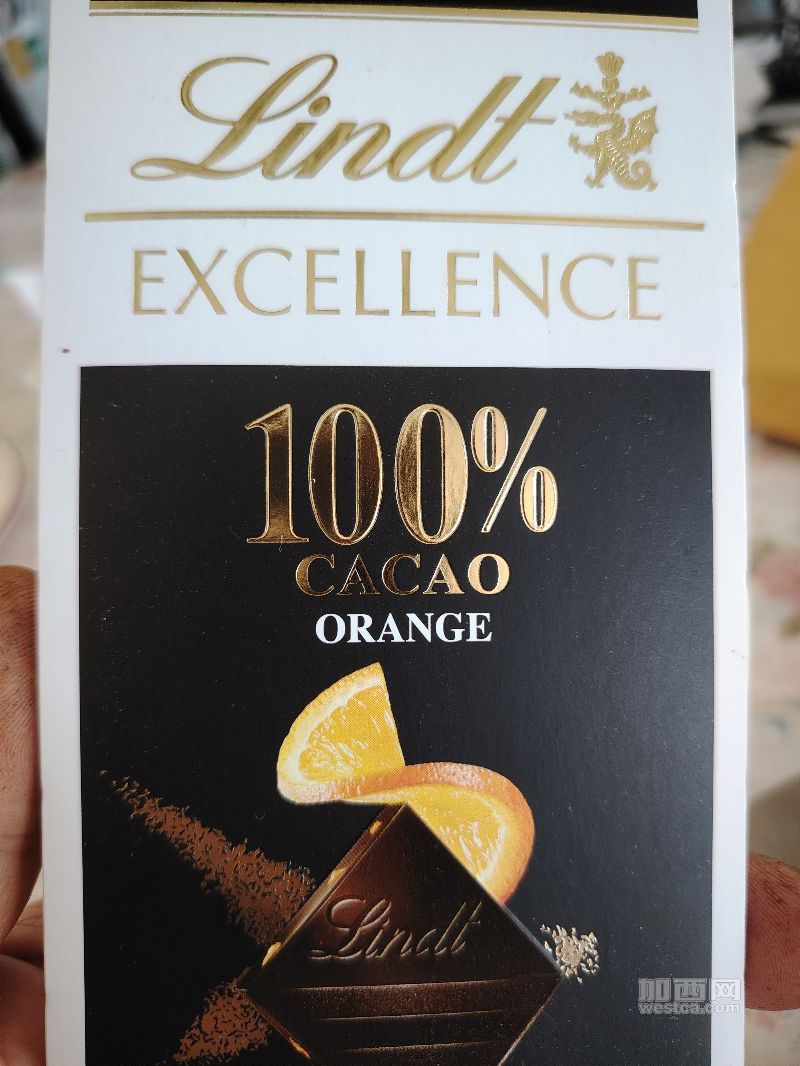 Lindt
EXCELLENCE
100%
CACAO
ORANGE
Lindt
加西网
westca.com